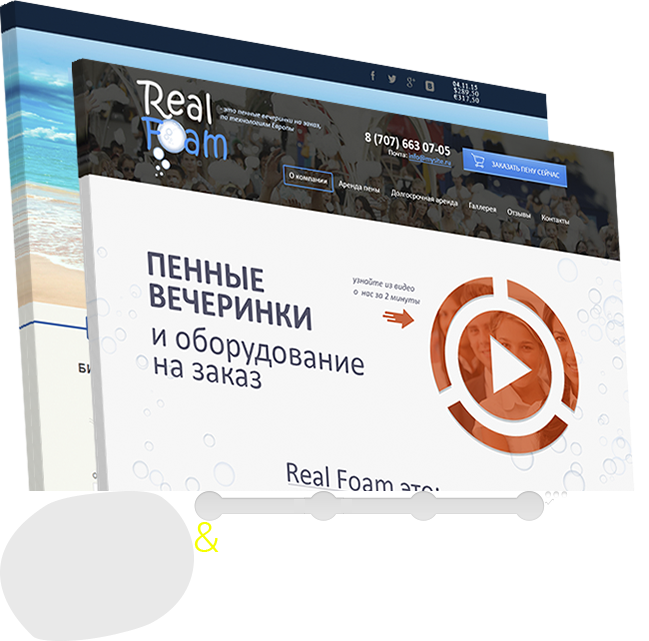 04.11.15
$289,50
€317,50
Real
Foam
- это пенные вечеринки на заказ,
по технологиям Европы
8 (707) 663 07-05
Почта: info@mysite.ru
ЗАКАЗАТЬ ПЕНУ СЕЙЧАС
О компании Аренда пены Долгосрочная аренда Галлерея Отзывы Контакты
ПЕННЫЕ
ВЕЧЕРИНКИ
и оборудование
на заказ
узнайте из видео
о нас за 2 минуты
БИ
Real Foam это:
&